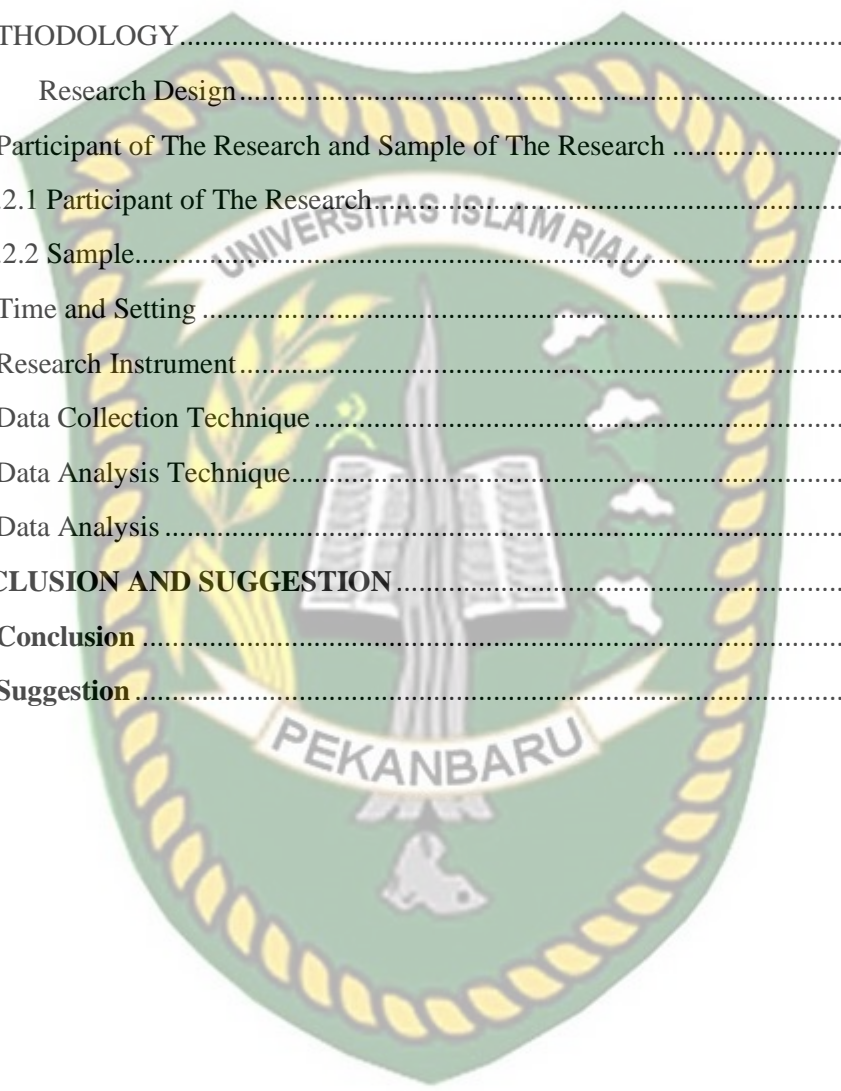 THODOLOGY
Research Design
Participant of The Research and Sample of The Research
.2.1 Participant of The Research
UNIVERSITAS ISLAM RIAU
.2.2 Sample
Time and Setting
Research Instrument
Data Collection Technique
Data Analysis Technique
Data Analysis
CLUSION AND SUGGESTION
Conclusion
Suggestion
PEKANBARU